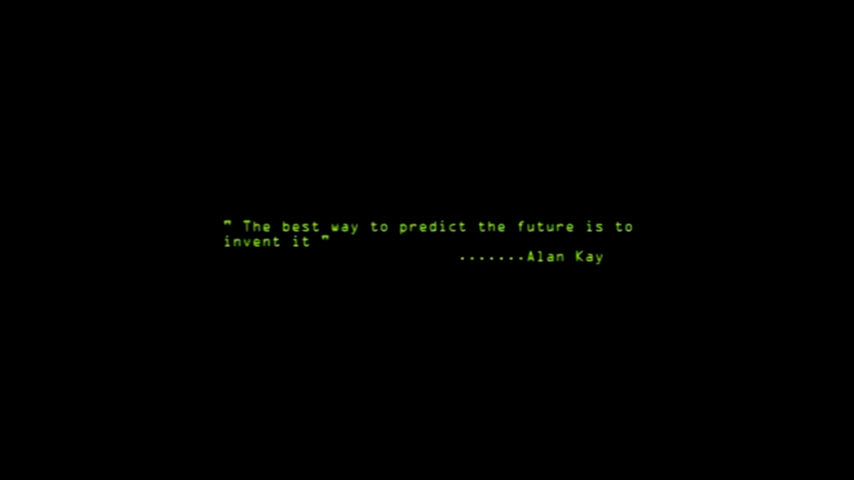 " The best way to predict the future is to
invent it "
.......Alan Kay